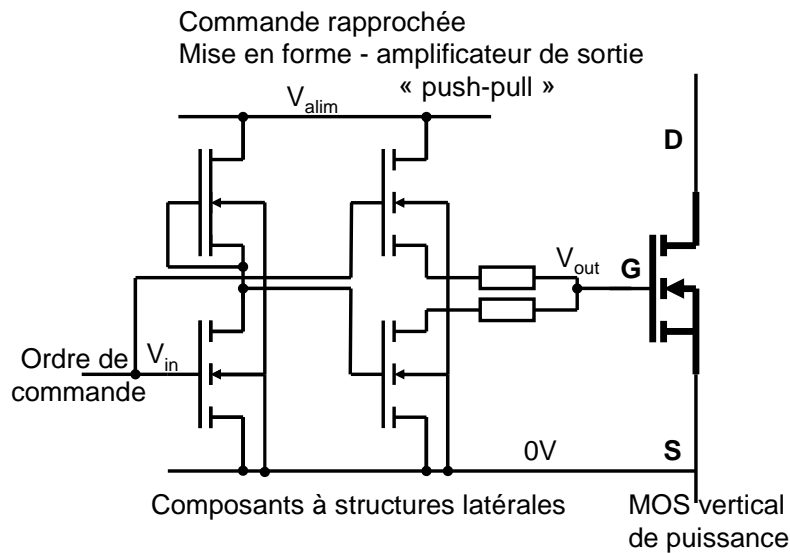 Commande rapprochée
Mise en forme - amplificateur de sortie
« push-pull »
Valim
D
Vout
G
Ordre de
commande
Vin
0V
S
Composants à structures latérales
MOS vertical
de puissance